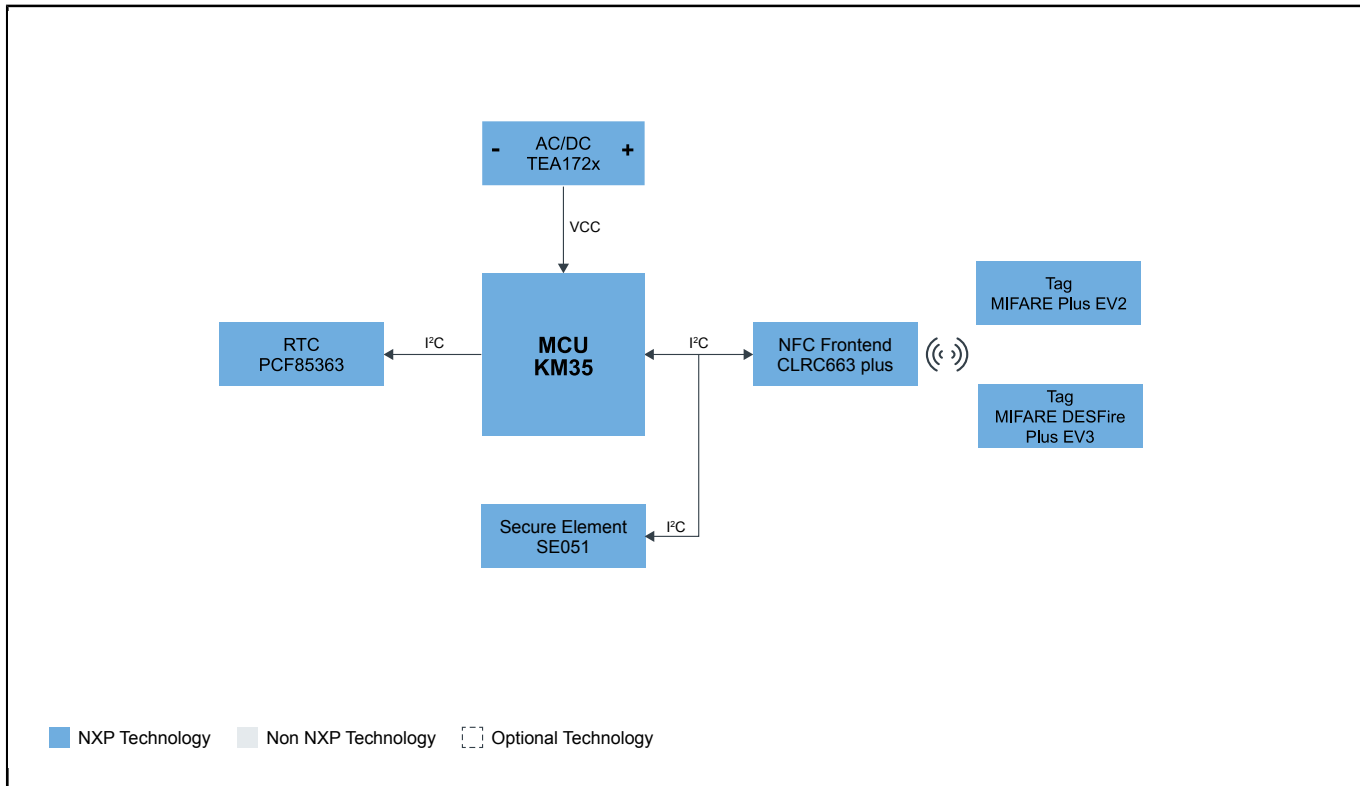 - AC/DC +
TEA172x
VCC
RTC
PCF85363
I²C
MCU
KM35
I²C
NFC Frontend
CLRC663 plus
Tag
MIFARE Plus EV2
Tag
MIFARE DESFire
Plus EV3
Secure Element
SE051
I²C
NXP Technology
Non NXP Technology
Optional Technology